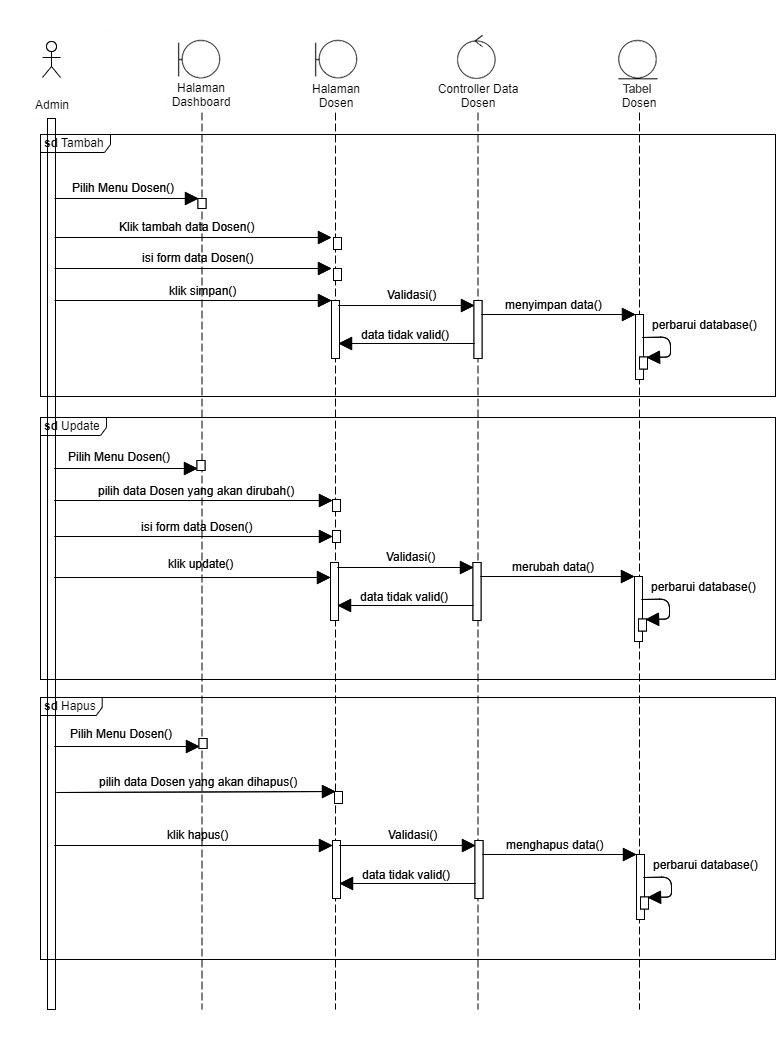 Admin
Halaman
Dashboard
Halaman
Dosen
Controller Data
Dosen
Tabel
Dosen
sd Tambah
Pilih Menu Dosen()
Klik tambah data Dosen()
isi form data Dosen()
klik simpan()
Validasi()
menyimpan data()
perbarui database()
data tidak valid()
sd Update
Pilih Menu Dosen()
pilih data Dosen yang akan dirubah()
isi form data Dosen()
klik update()
Validasi()
merubah data()
perbarui database()
data tidak valid()
sd Hapus
Pilih Menu Dosen()
pilih data Dosen yang akan dihapus()
klik hapus()
Validasi()
menghapus data()
perbarui database()
data tidak valid()